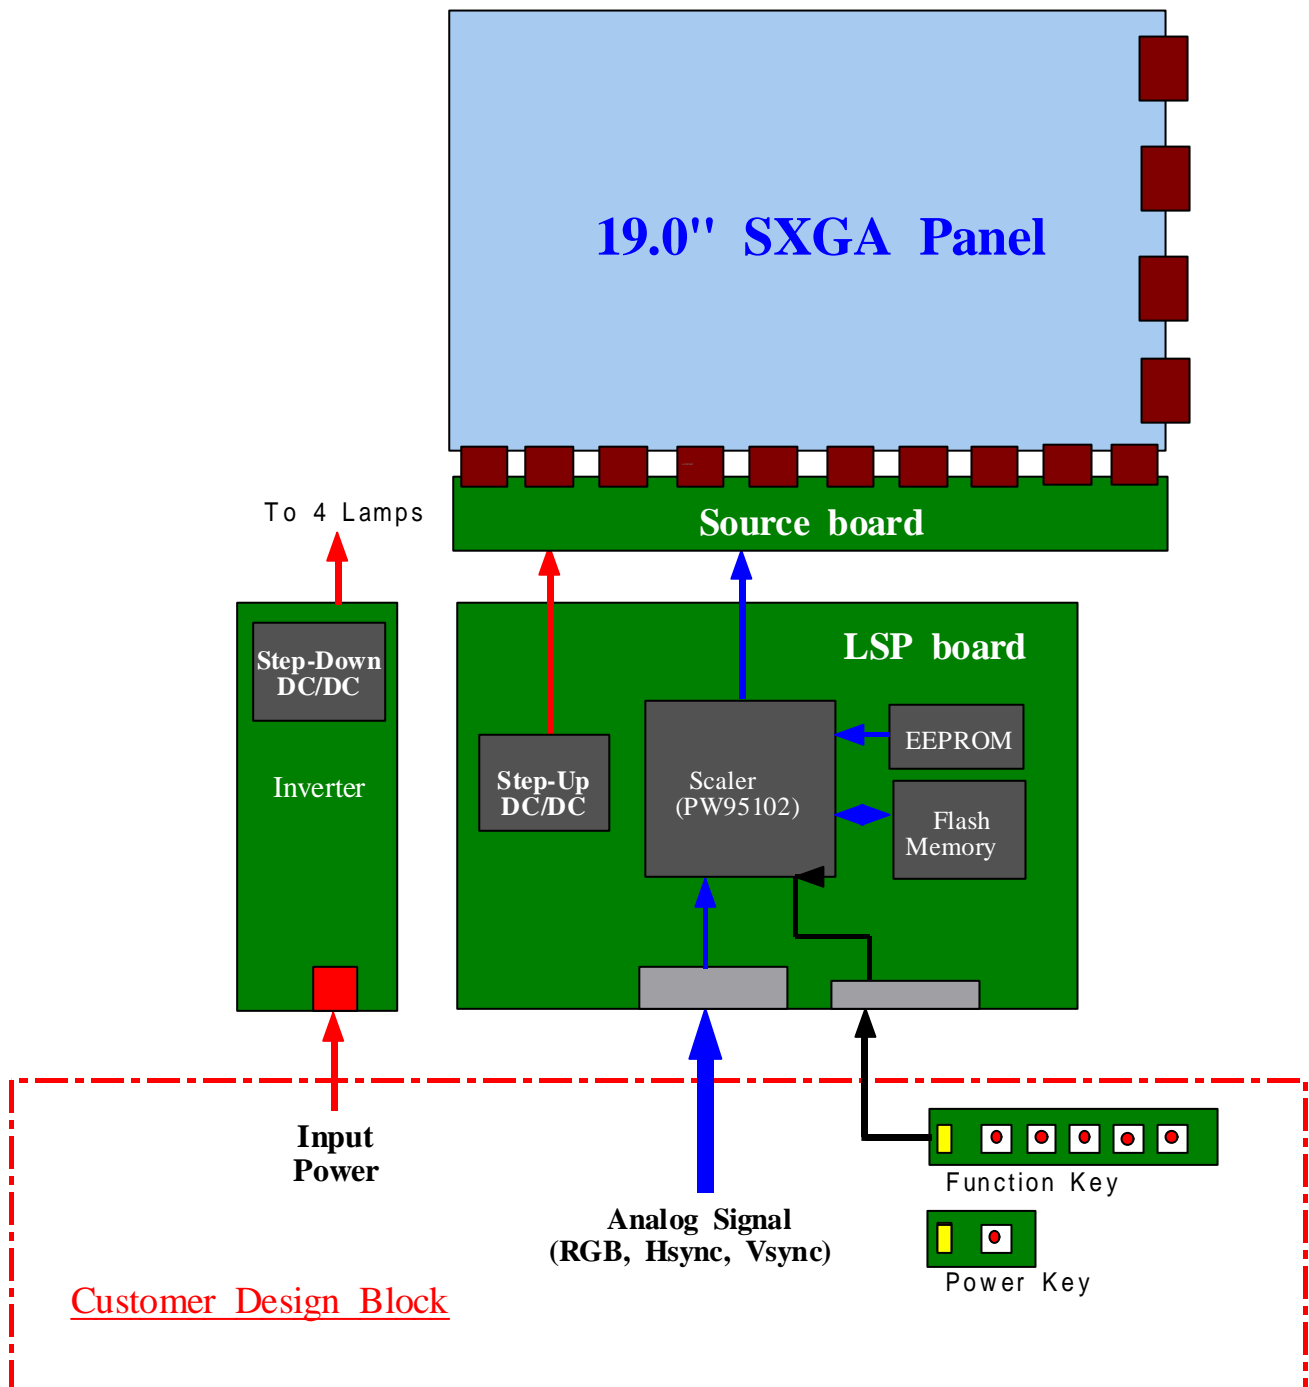 19.0" SXGA Panel
To 4 Lamps
Source board
LSP board
Step-Down
DC/DC
Inverter
Step-Up
DC/DC
Scaler
(PW95102)
EEPROM
Flash
Memory
Input
Power
Analog Signal
(RGB, Hsync, Vsync)
Function Key
Power Key
Customer Design Block